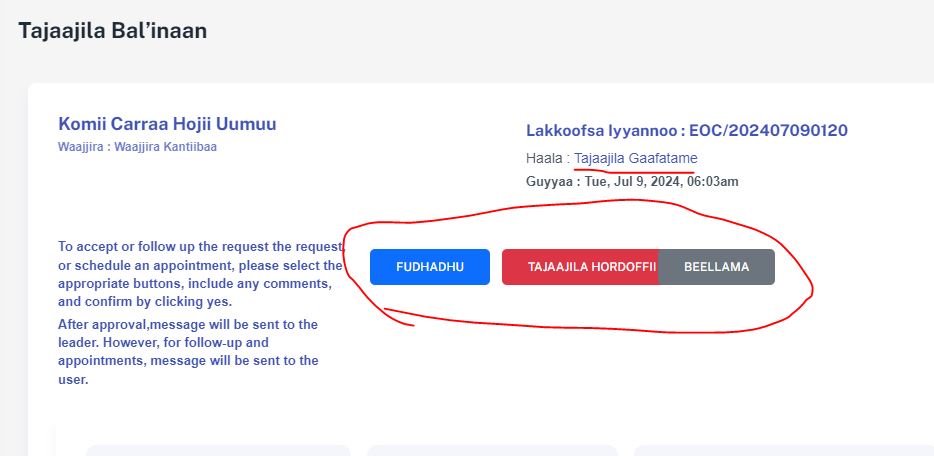 Tajaajila Bal’inaan
Komii Carraa Hojii Uumuu
Waajjira : Waajjira Kantiibaa
Lakkoofsa Iyyannoo : EOC/202407090120
Haala : Tajaajila Gaafatame
Guyyaa : Tue, Jul 9, 2024, 06:03am
To accept or follow up the request the request
or schedule an appointment, please select the
appropriate buttons, include any comments,
and confirm by clicking yes.
After approval,message will be sent to the
leader. However, for follow-up and
appointments, message will be sent to the
user.
FUDHADHU
TAJAAJILA HORDOFFII
BEELLAMA